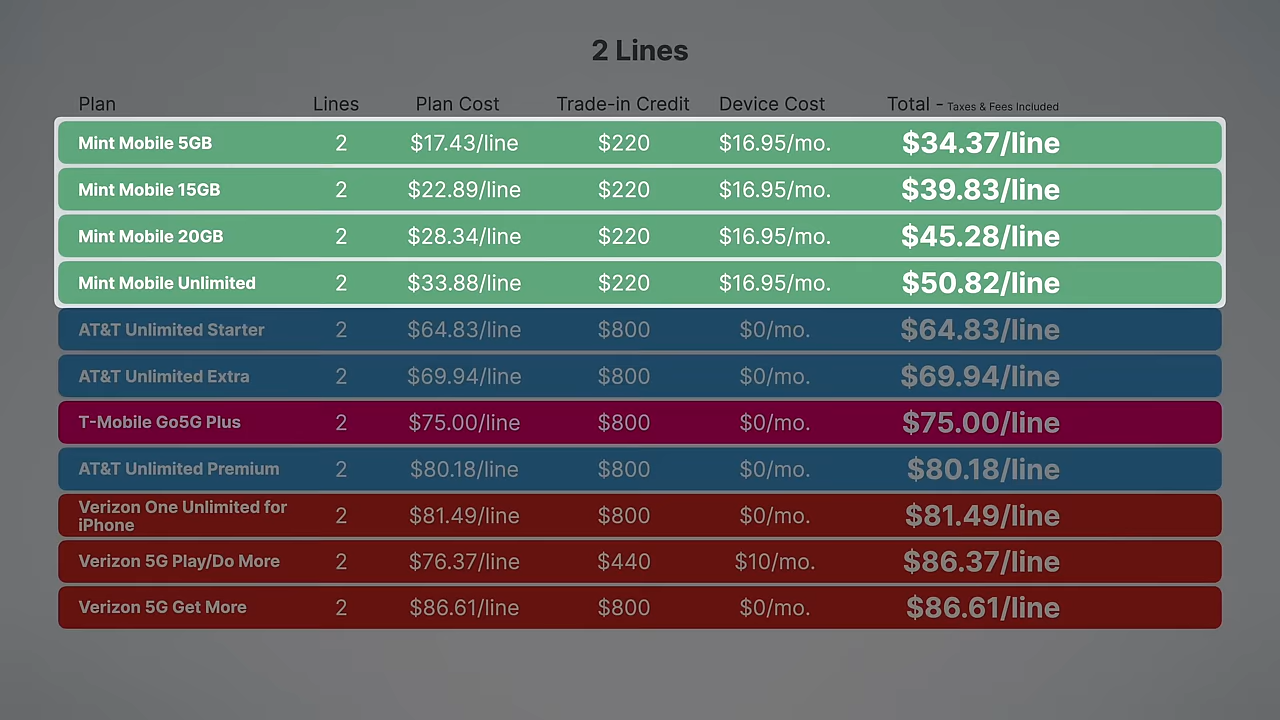 2 Lines
Plan Lines Plan Cost Trade-in Credit Device Cost Total - Taxes & Fees Included
Mint Mobile 5GB 2 $17.43/line $220 $16.95/mo. $34.37/line
Mint Mobile 15GB 2 $22.89/line $220 $16.95/mo. $39.83/line
Mint Mobile 20GB 2 $28.34/line $220 $16.95/mo. $45.28/line
Mint Mobile Unlimited 2 $33.88/line $220 $16.95/mo. $50.82/line
AT&T Unlimited Starter 2 $64.83/line $800 $0/mo. $64.83/line
AT&T Unlimited Extra 2 $69.94/line $800 $0/mo. $69.94/line
T-Mobile Go5G Plus 2 $75.00/line $800 $0/mo. $75.00/line
AT&T Unlimited Premium 2 $80.18/line $800 $0/mo. $80.18/line
Verizon One Unlimited for
iPhone 2 $81.49/line $800 $0/mo. $81.49/line
Verizon 5G Play/Do More 2 $76.37/line $440 $10/mo. $86.37/line
Verizon 5G Get More 2 $86.61/line $800 $0/mo. $86.61/line